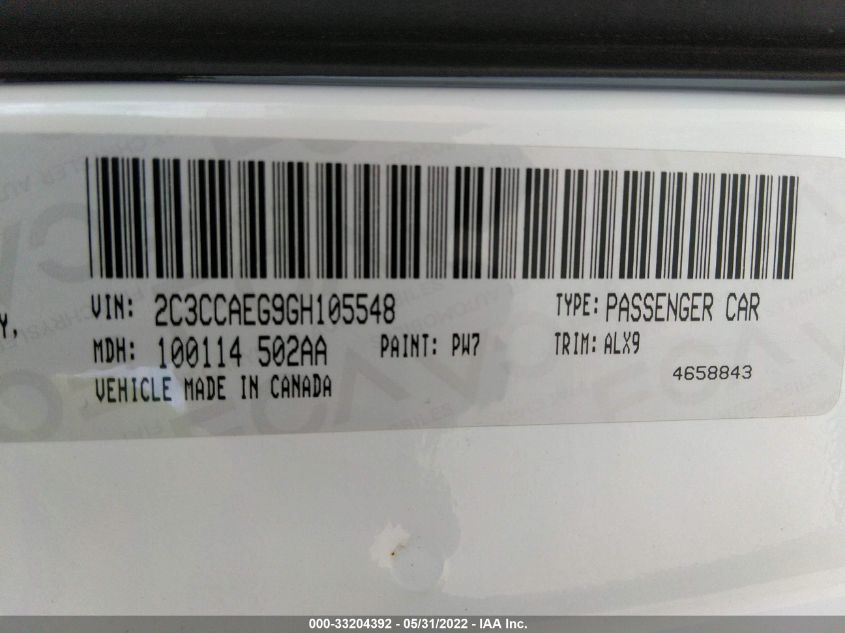 VIN: 2C3CCAEG9GH105548 TYPE: PASSENGER CAR
Y,
MDH: 100114 502AA PAINT: PW7 TRIM: ALX9
4658843
VEHICLE MADE IN CANADA
000-33204392 - 05/31/2022 - IAA Inc.